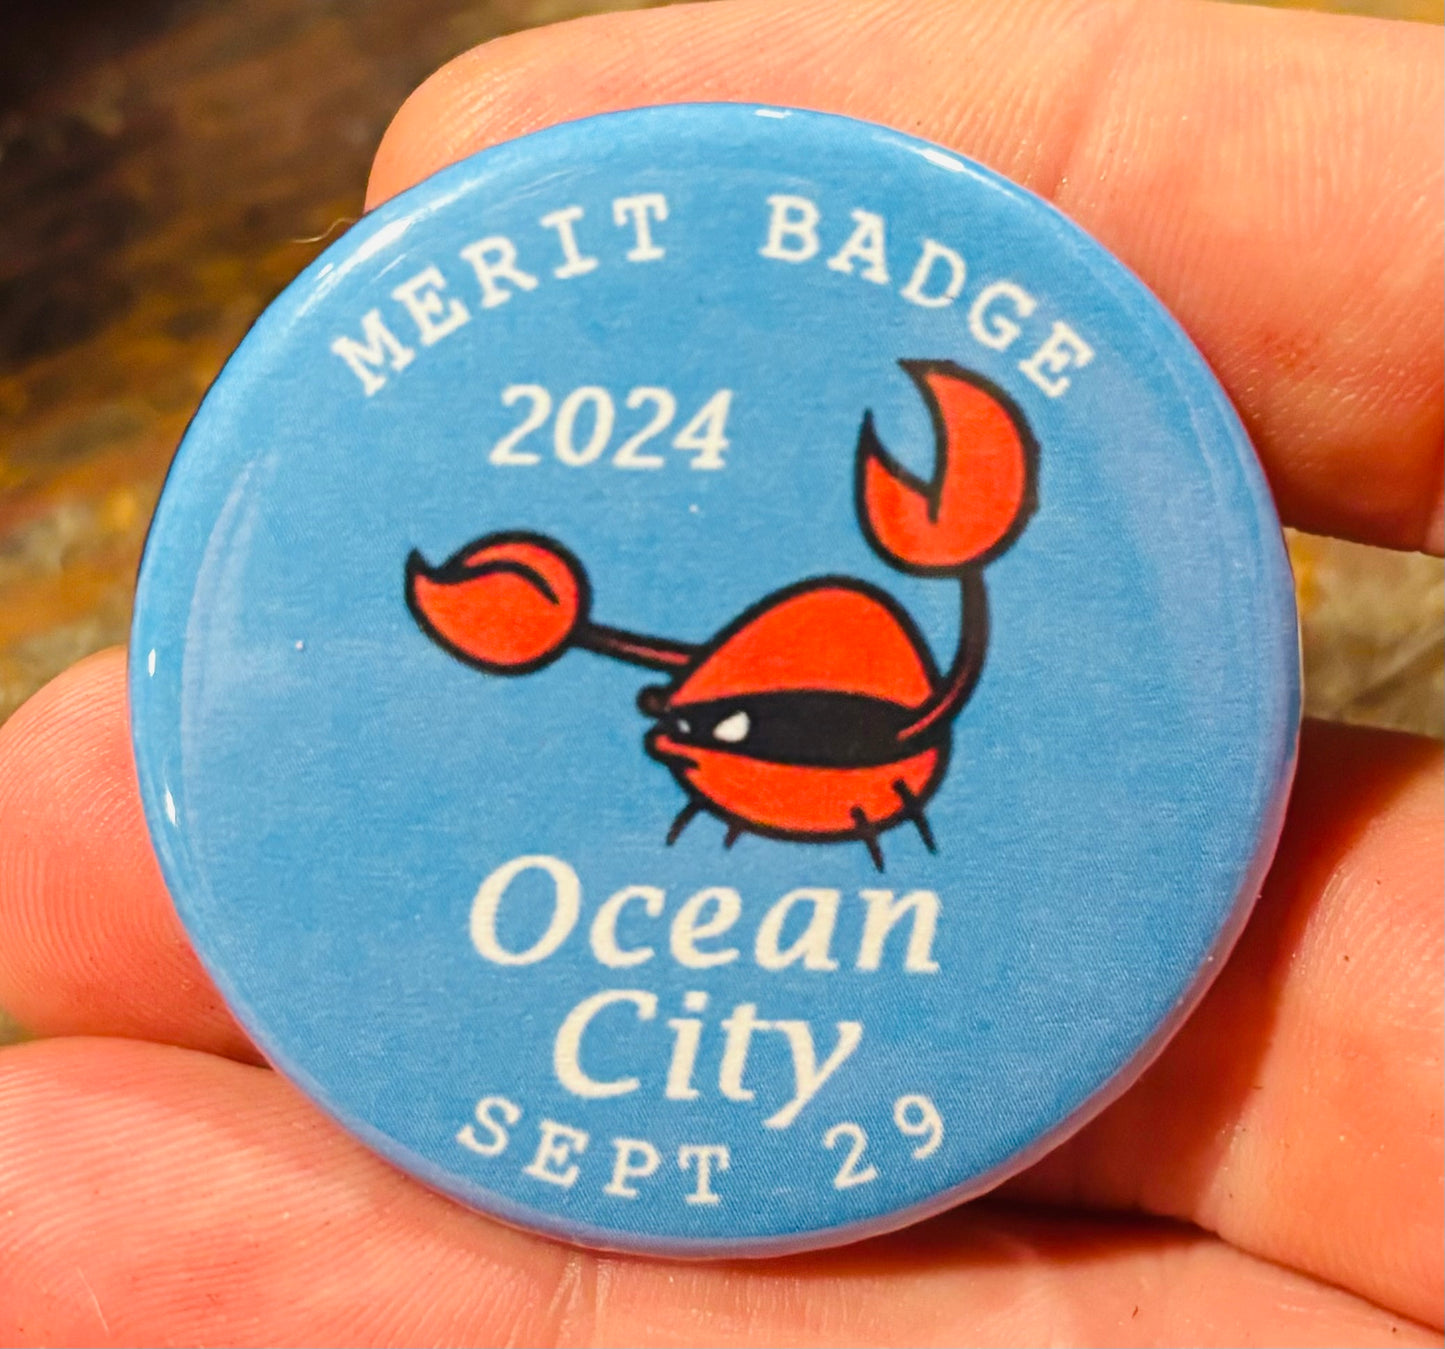 MERIT BADGE
2024
Ocean
City
SEPT 29